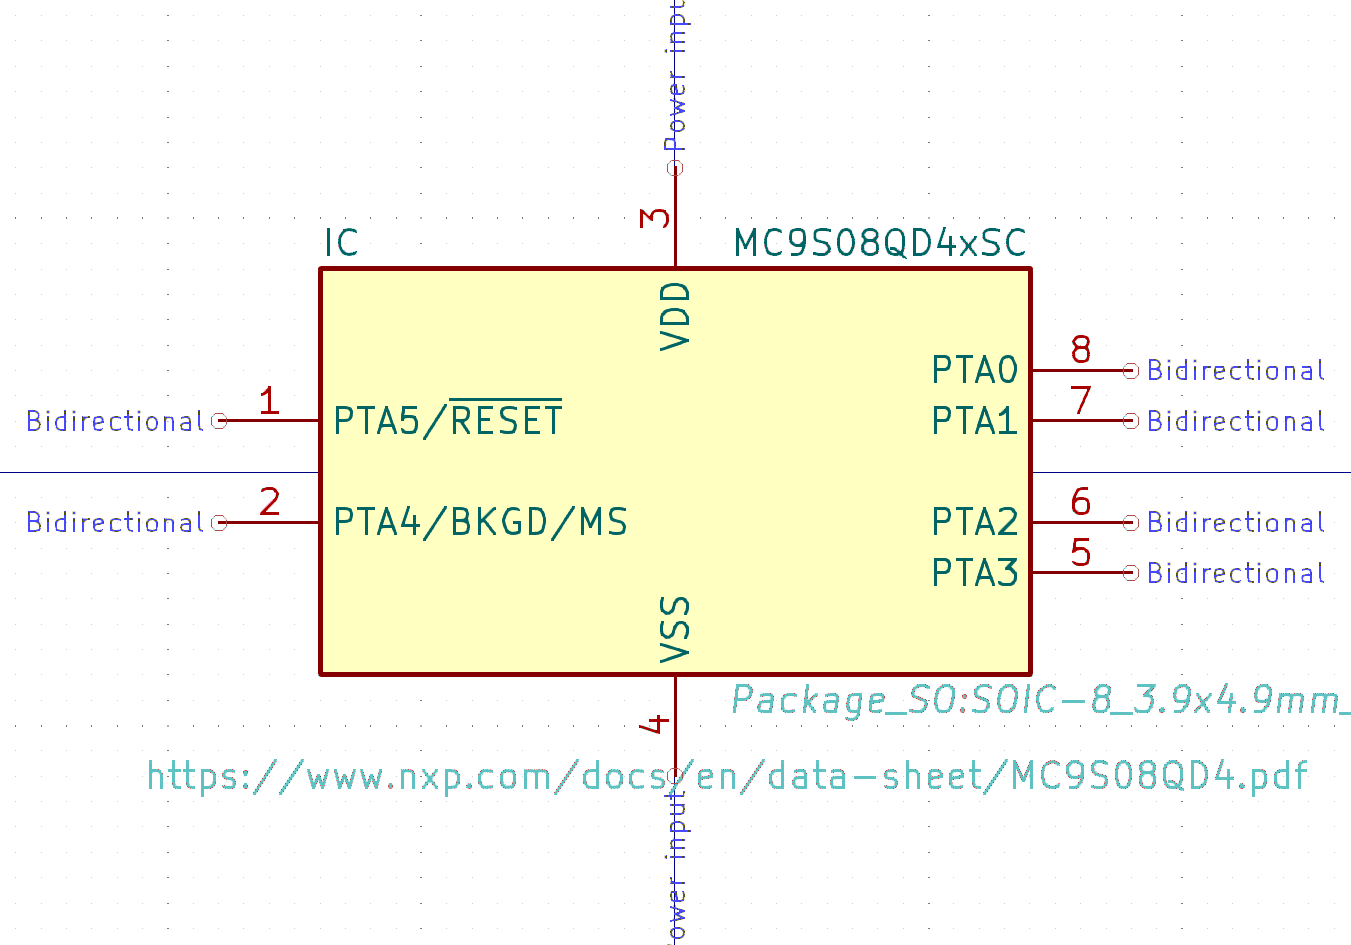 Power input
3
IC
MC9S08QD4xSC
VDD
8
PTA0
Bidirectional
1
PTA5/RESET
Bidirectional
7
PTA1
Bidirectional
2
PTA4/BKGD/MS
Bidirectional
6
PTA2
Bidirectional
5
PTA3
Bidirectional
VSS
Package_SO:SOIC-8_3.9x4.9mm_
4
https://www.nxp.com/docs/en/data-sheet/MC9S08QD4.pdf
Power input